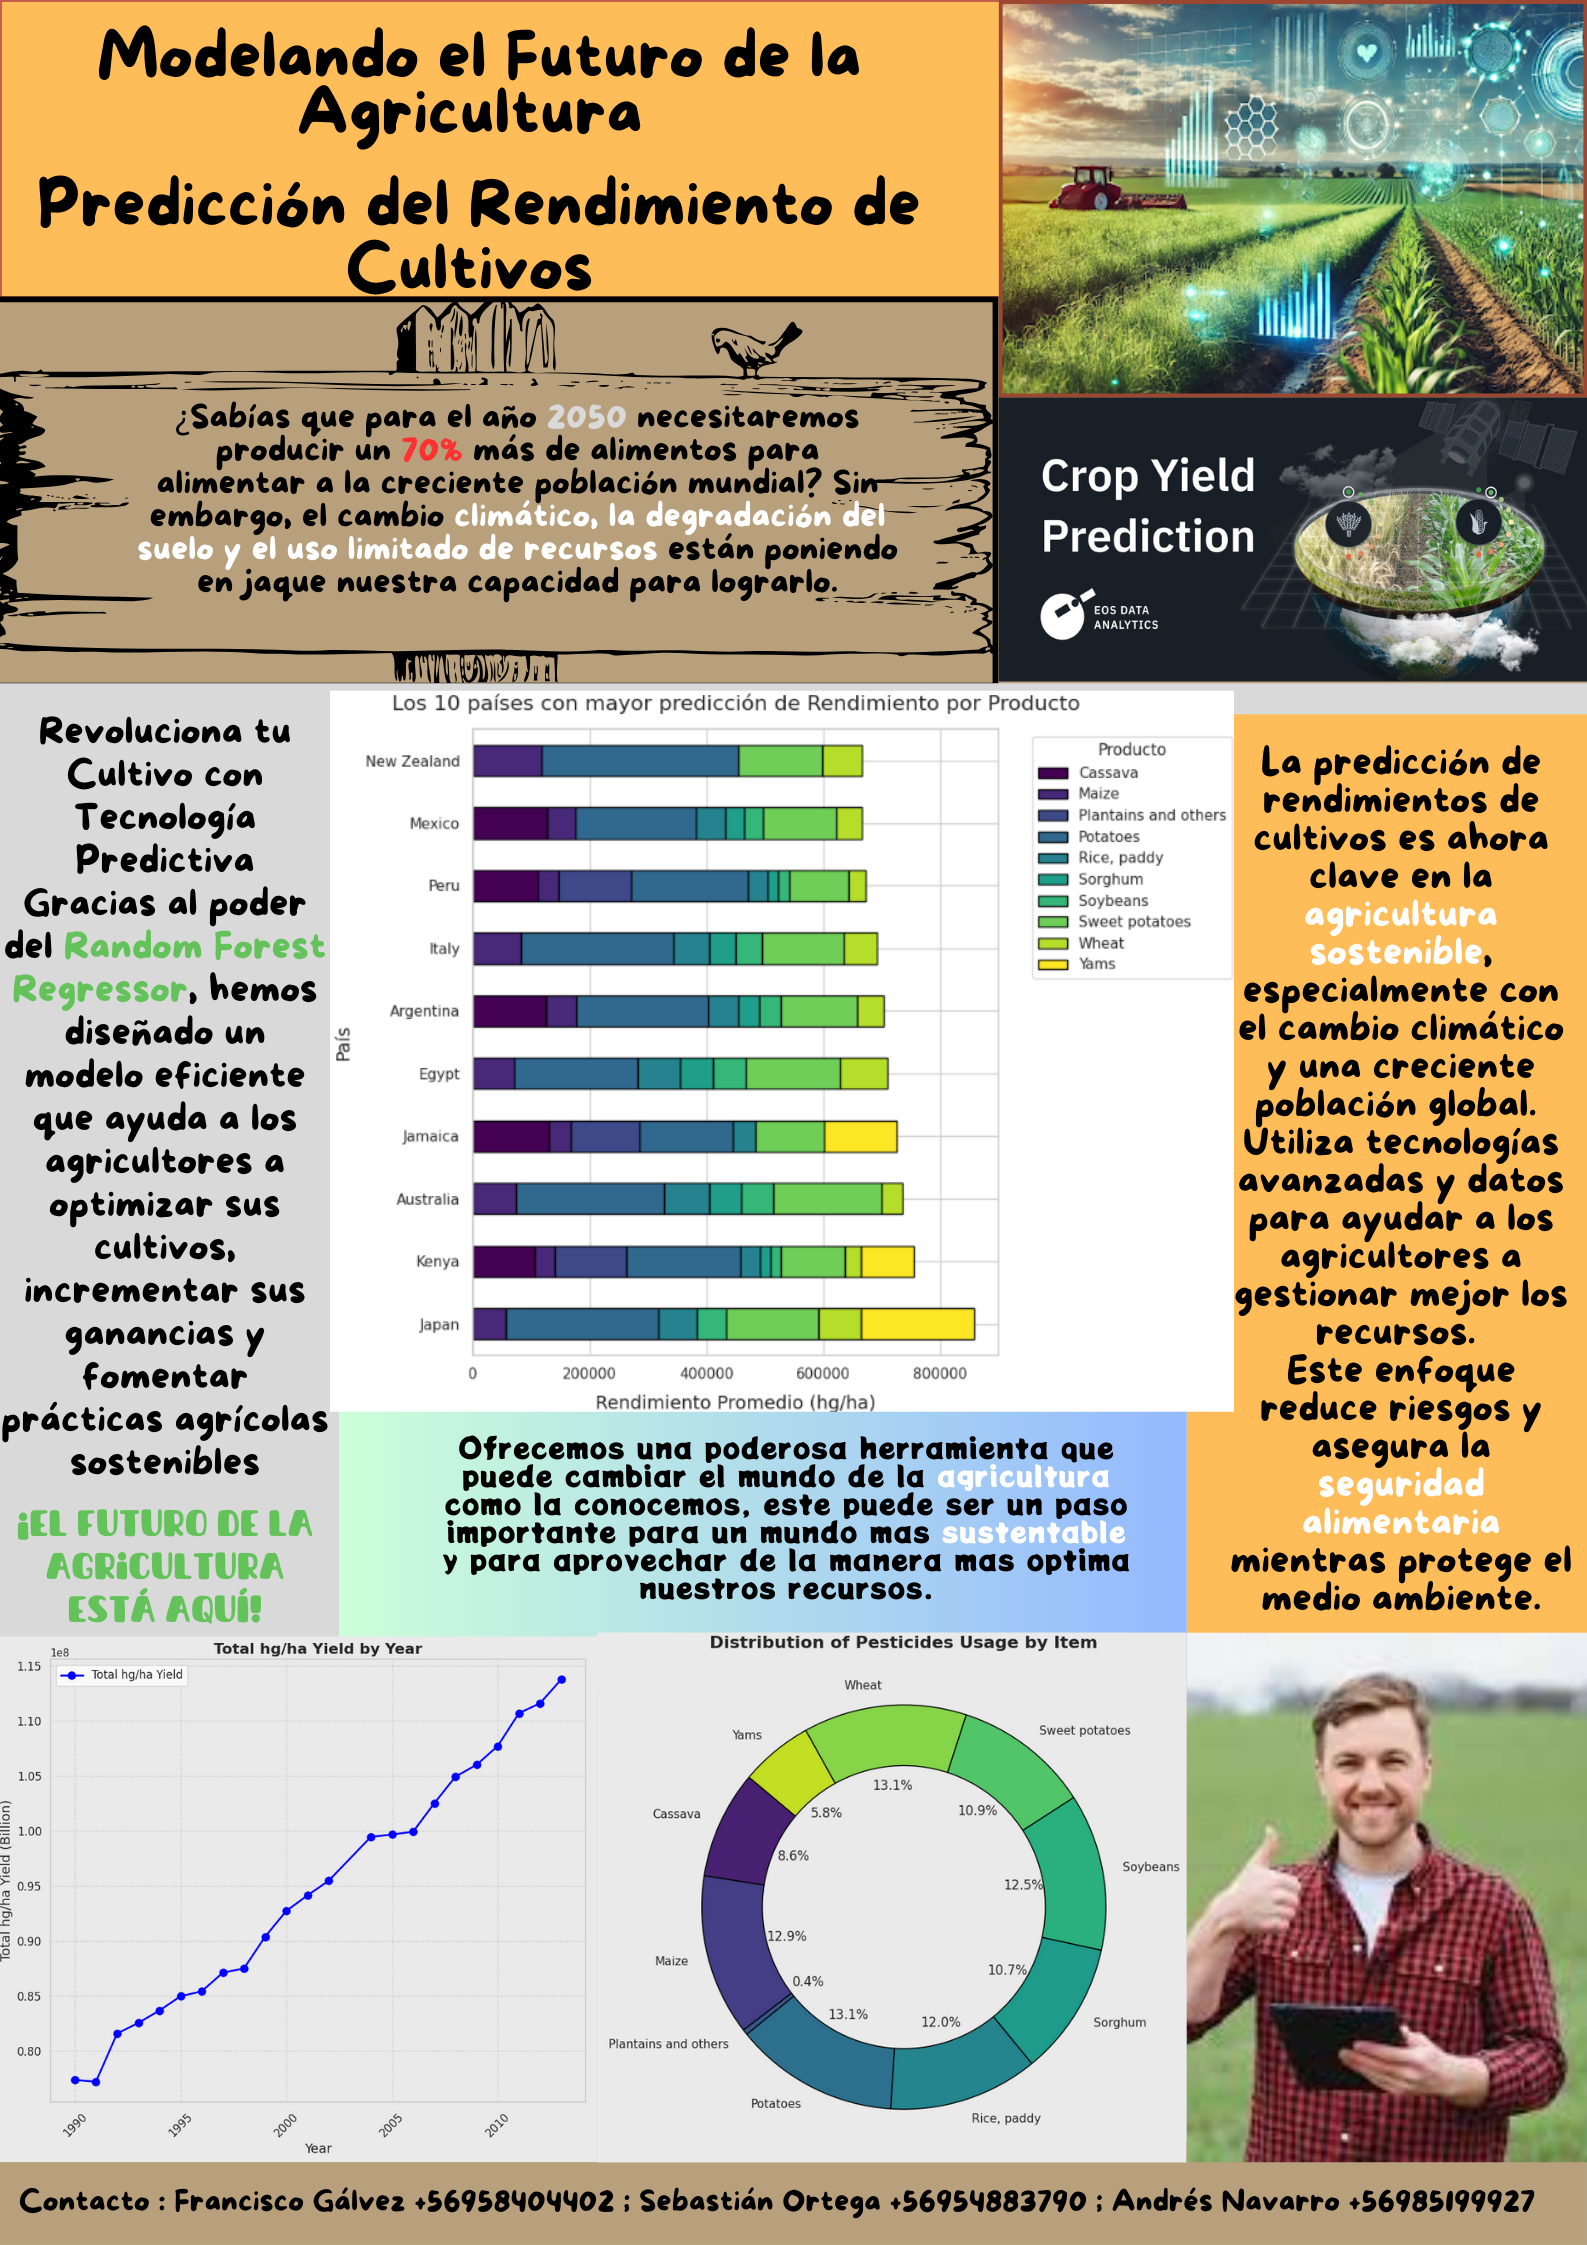 Modelando el Futuro de la
Agricultura
Predicción del Rendimiento de
Cultivos
¿Sabías que para el año 2050 necesitaremos
producir un 70% más de alimentos para
alimentar a la creciente población mundial? Sin
embargo, el cambio climático, la degradación del
suelo y el uso limitado de recursos están poniendo
en jaque nuestra capacidad para lograrlo.
Crop Yield
Prediction
EOS DATA
ANALYTICS
Revoluciona tu
Cultivo con
Tecnología
Predictiva
Gracias al poder
del Random Forest
Regressor, hemos
diseñado un
modelo eficiente
que ayuda a los
agricultores a
optimizar sus
cultivos,
incrementar sus
ganancias y
fomentar
prácticas agrícolas
sostenibles
¡EL FUTURO DE LA
AGRICULTURA
ESTÁ AQUÍ!
Los 10 países con mayor predicción de Rendimiento por Producto
País
New Zealand
Mexico
Peru
Italy
Argentina
Egypt
Jamaica
Australia
Kenya
Japan
0 200000 400000 600000 800000
Rendimiento Promedio (hg/ha)
Producto
Cassava
Maize
Plantains and others
Potatoes
Rice, paddy
Sorghum
Soybeans
Sweet potatoes
Wheat
Yams
La predicción de
rendimientos de
cultivos es ahora
clave en la
agricultura
sostenible,
especialmente con
el cambio climático
y una creciente
población global.
Utiliza tecnologías
avanzadas y datos
para ayudar a los
agricultores a
gestionar mejor los
recursos.
Este enfoque
reduce riesgos y
asegura la
seguridad
alimentaria
mientras protege el
medio ambiente.
Ofrecemos una poderosa herramienta que
puede cambiar el mundo de la agricultura
como la conocemos, este puede ser un paso
importante para un mundo mas sustentable
y para aprovechar de la manera mas optima
nuestros recursos.
Total hg/ha Yield by Year
1e8
Total hg/ha Yield
1.15
1.10
1.05
1.00
0.95
0.90
0.85
0.80
Total hg/ha Yield (Billion)
1990 1995 2000 2005 2010
Year
Distribution of Pesticides Usage by Item
Wheat
Sweet potatoes
Yams
13.1%
10.9%
5.8%
Cassava
8.6%
Soybeans
12.5%
12.9%
Maize
10.7%
0.4%
13.1%
12.0%
Sorghum
Plantains and others
Potatoes
Rice, paddy
Contacto : Francisco Gálvez +56958404402 ; Sebastián Ortega +56954883790 ; Andrés Navarro +56985199927